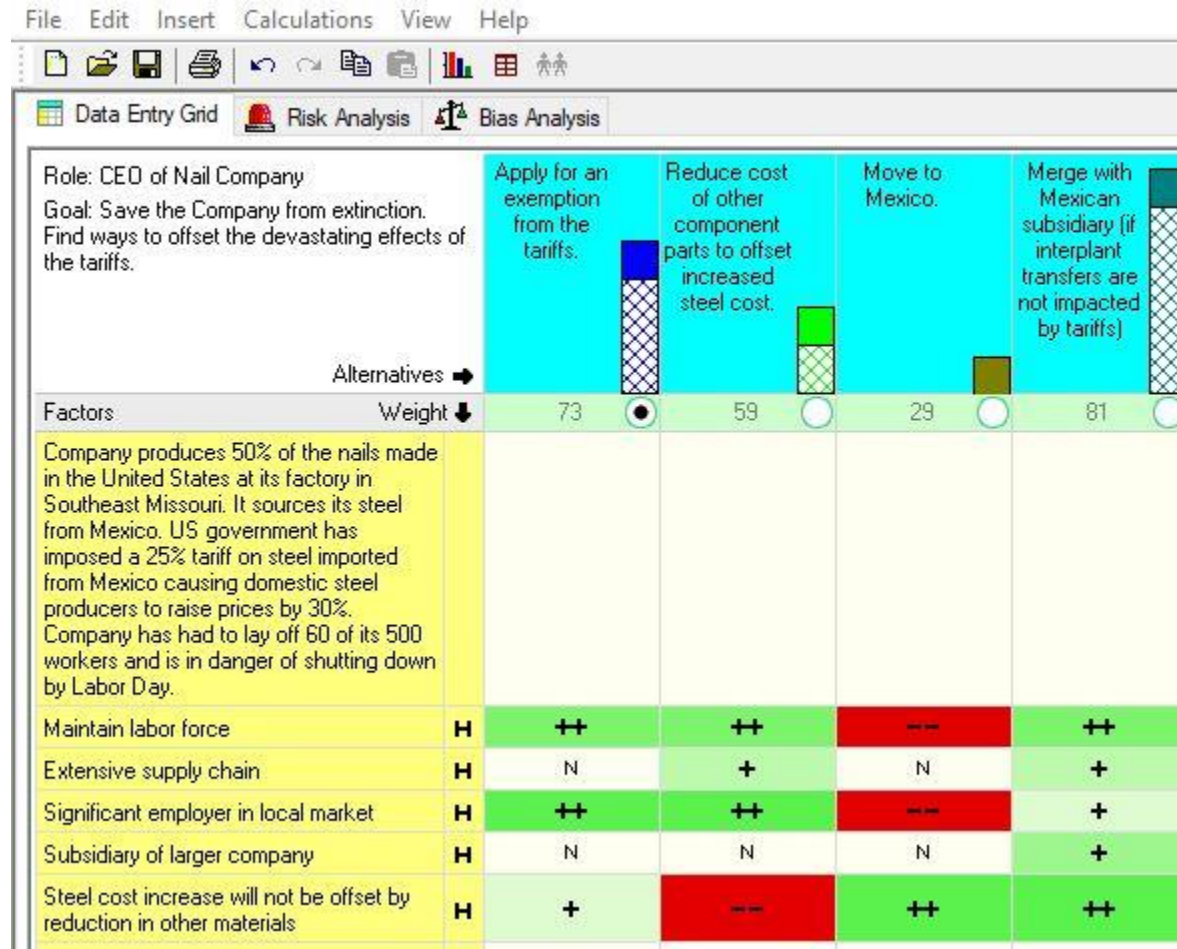 File Edit Insert Calculations View Help
Data Entry Grid Risk Analysis Bias Analysis
Role: CEO of Nail Company
Goal: Save the Company from extinction.
Find ways to offset the devastating effects of
the tariffs.
Alternatives
Apply for an
exemption
from the
tariffs.
Reduce cost
of other
component
parts to offset
increased
steel cost.
Move to
Mexico.
Merge with
Mexican
subsidiary (if
interplant
transfers are
not impacted
by tariffs)
Factors Weight 73 59 29 81
Company produces 50% of the nails made
in the United States at its factory in
Southeast Missouri. It sources its steel
from Mexico. US government has
imposed a 25% tariff on steel imported
from Mexico causing domestic steel
producers to raise prices by 30%.
Company has had to lay off 60 of its 500
workers and is in danger of shutting down
by Labor Day.
Maintain labor force H ++ ++ -- ++
Extensive supply chain H N + N +
Significant employer in local market H ++ ++ -- +
Subsidiary of larger company H N N N +
Steel cost increase will not be offset by
reduction in other materials H + -- ++ ++